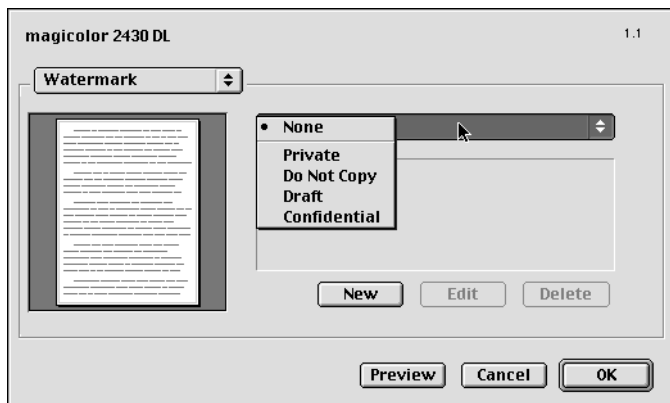 magicolor 2430 DL
1.1
Watermark
None
Private
Do Not Copy
Draft
Confidential
New
Edit
Delete
Preview
Cancel
OK